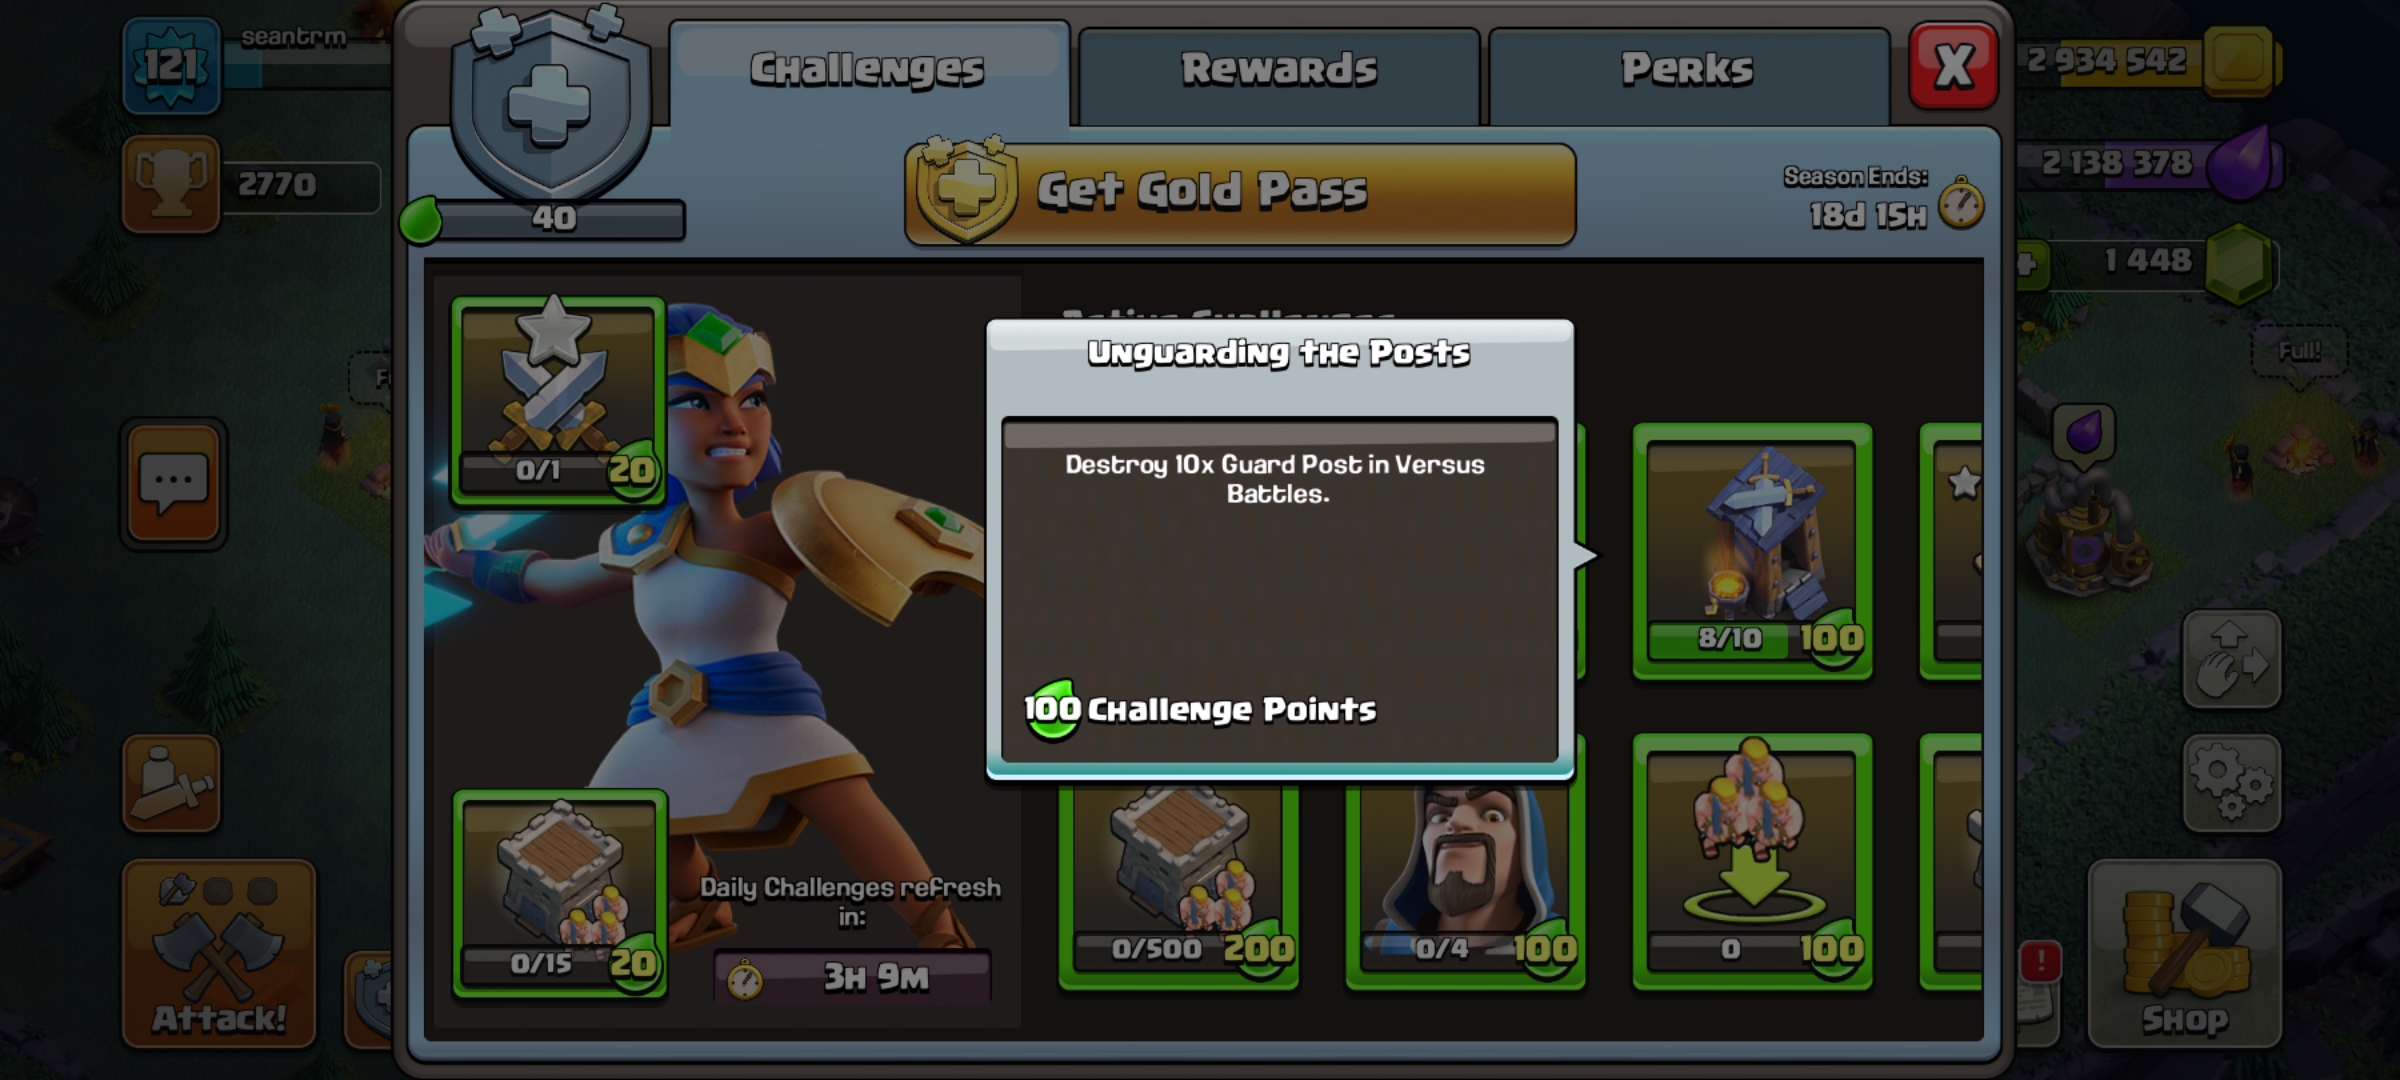 121
seantrm
2770
Challenges
Rewards
Perks
X
2 934 542
2 138 378
1 448
40
Get Gold Pass
Season Ends:
18d 15H
Active Challenges
Unguarding the Posts
Destroy 10x Guard Post in Versus
Battles.
100 Challenge Points
0/1
20
8/10
100
Full!
0/15
20
Daily Challenges refresh
in:
3H 9M
0/500
200
0/4
100
0
100
Attack!
!
Shop